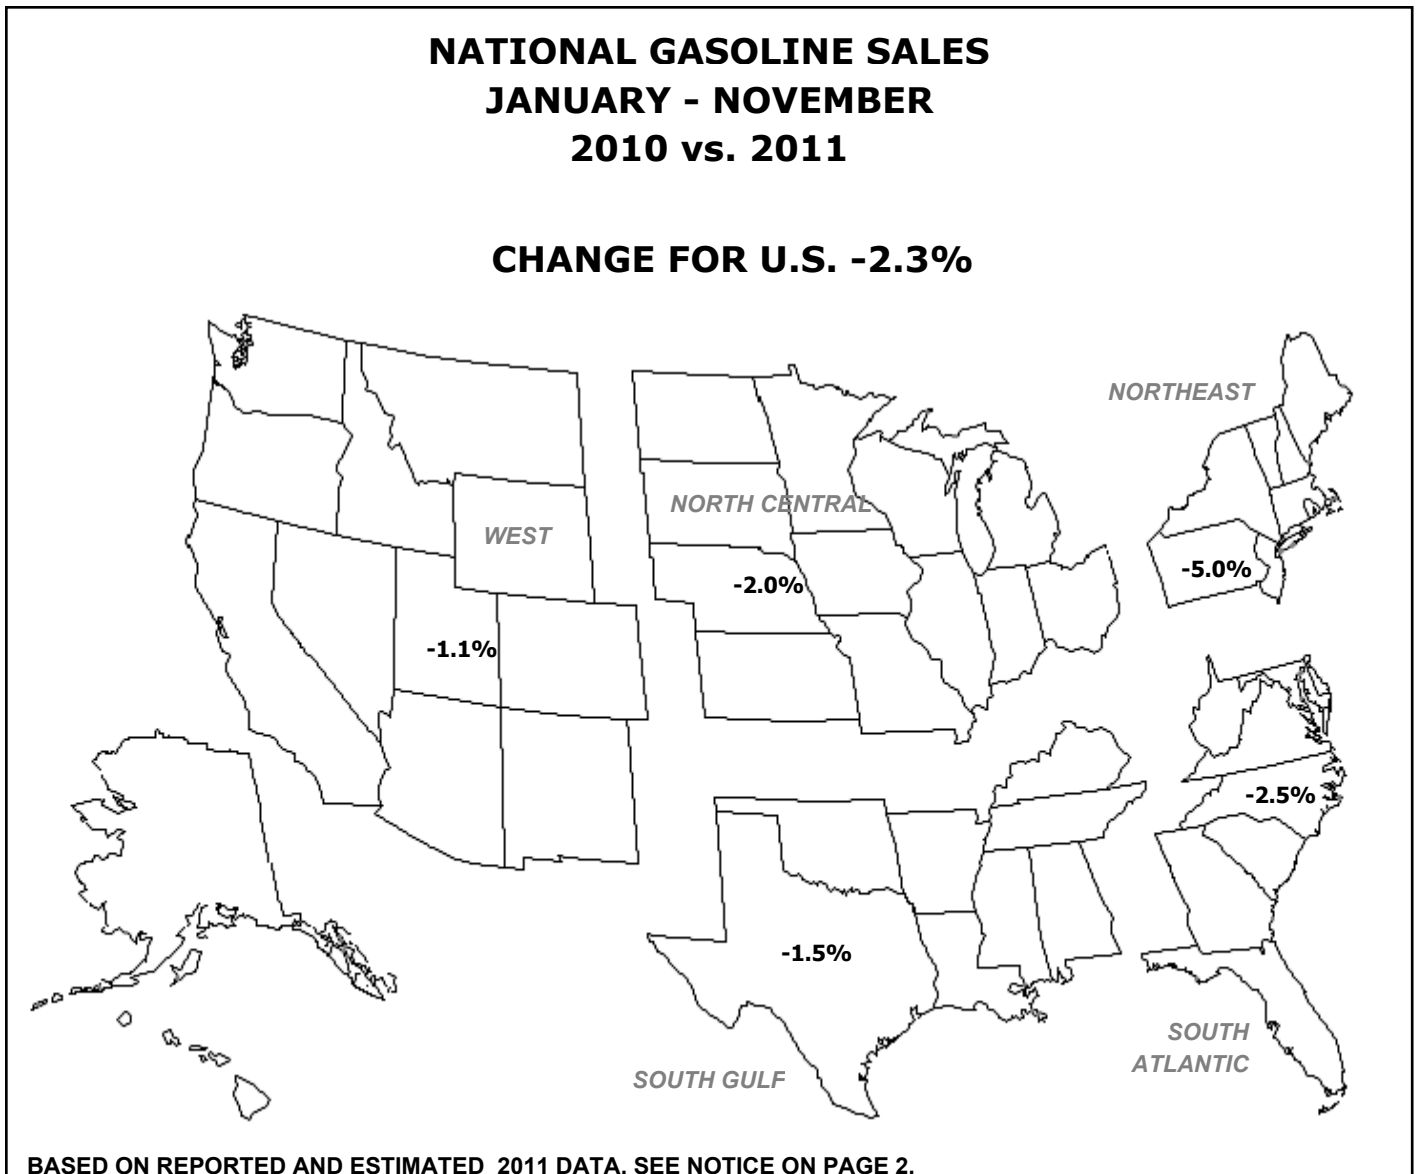 NATIONAL GASOLINE SALES
JANUARY - NOVEMBER
2010 vs. 2011
CHANGE FOR U.S. -2.3%
NORTHEAST
NORTH CENTRAL
WEST
-5.0%
-2.0%
-1.1%
-2.5%
-1.5%
SOUTH
ATLANTIC
SOUTH GULF
BASED ON REPORTED AND ESTIMATED  2011 DATA. SEE NOTICE ON PAGE 2.